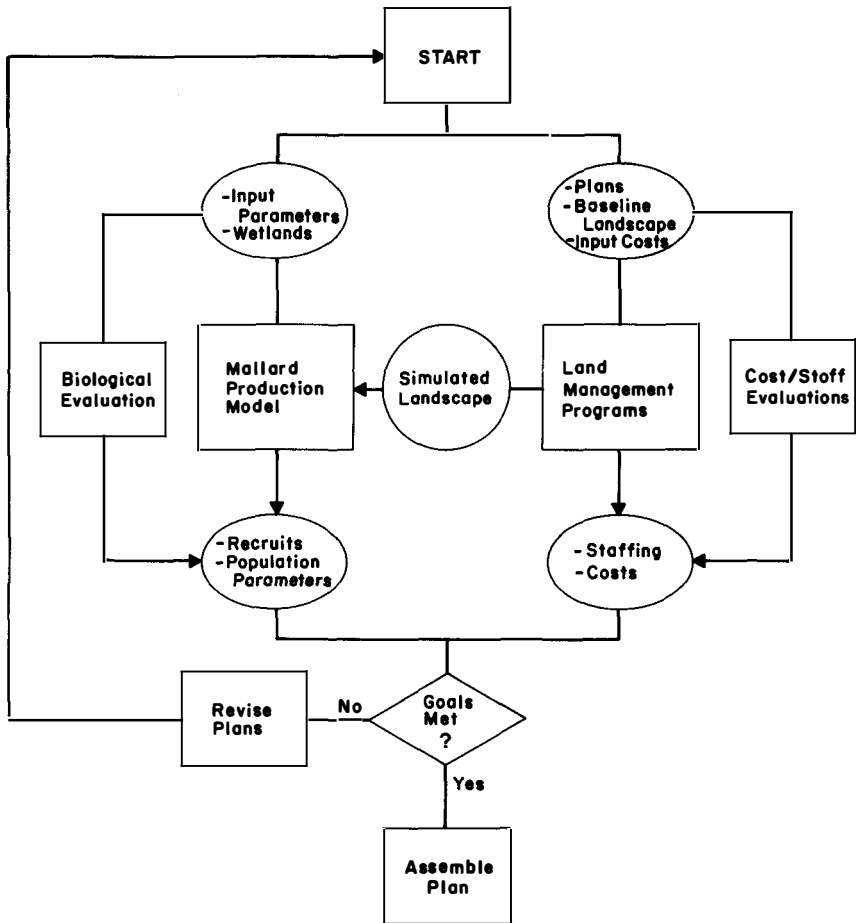 START
-Input
Parameters
-Wetlands
-Plans
-Baseline
Landscape
-Input Costs
Biological
Evaluation
Mallard
Production
Model
Simulated
Landscape
Land
Management
Programs
Cost/Stoff
Evaluations
-Recruits
-Population
Parameters
-Staffing
-Costs
Revise
Plans
No
Goals
Met
?
Yes
Assemble
Plan